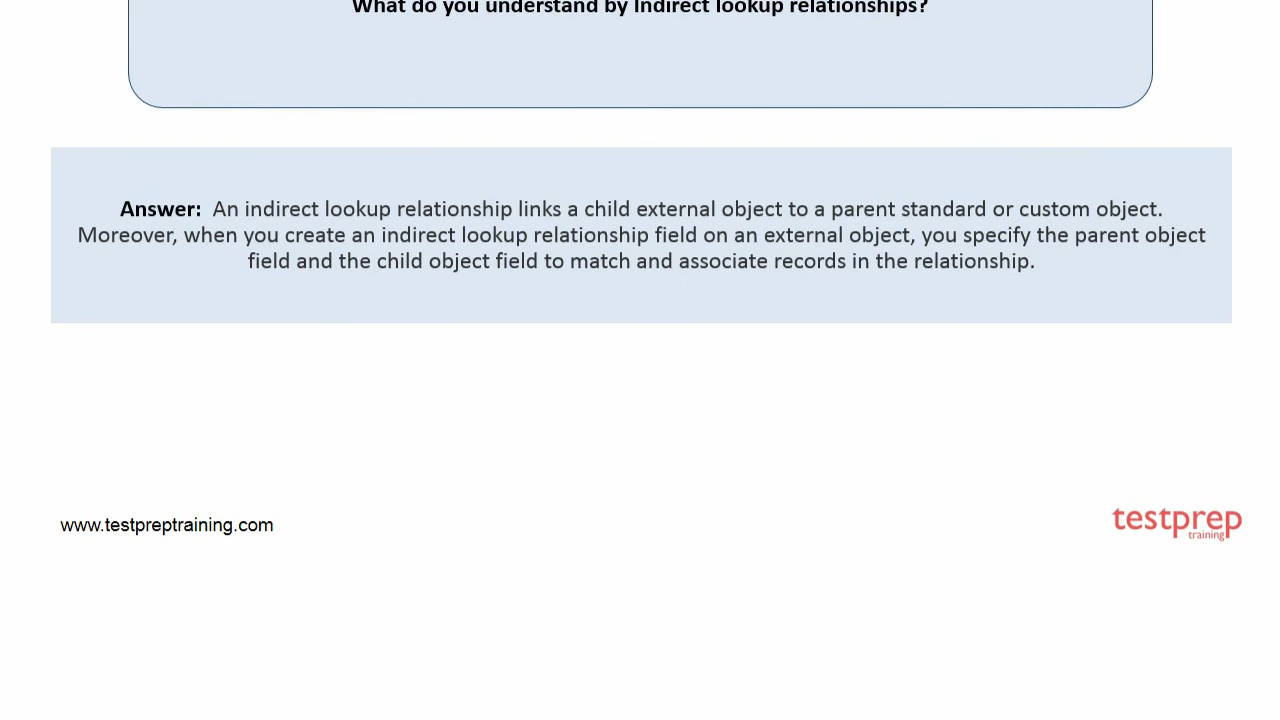 What do you understand by Indirect lookup relationships?
Answer: An indirect lookup relationship links a child external object to a parent standard or custom object.
Moreover, when you create an indirect lookup relationship field on an external object, you specify the parent object
field and the child object field to match and associate records in the relationship.
www.testpreptraining.com
testprep
training